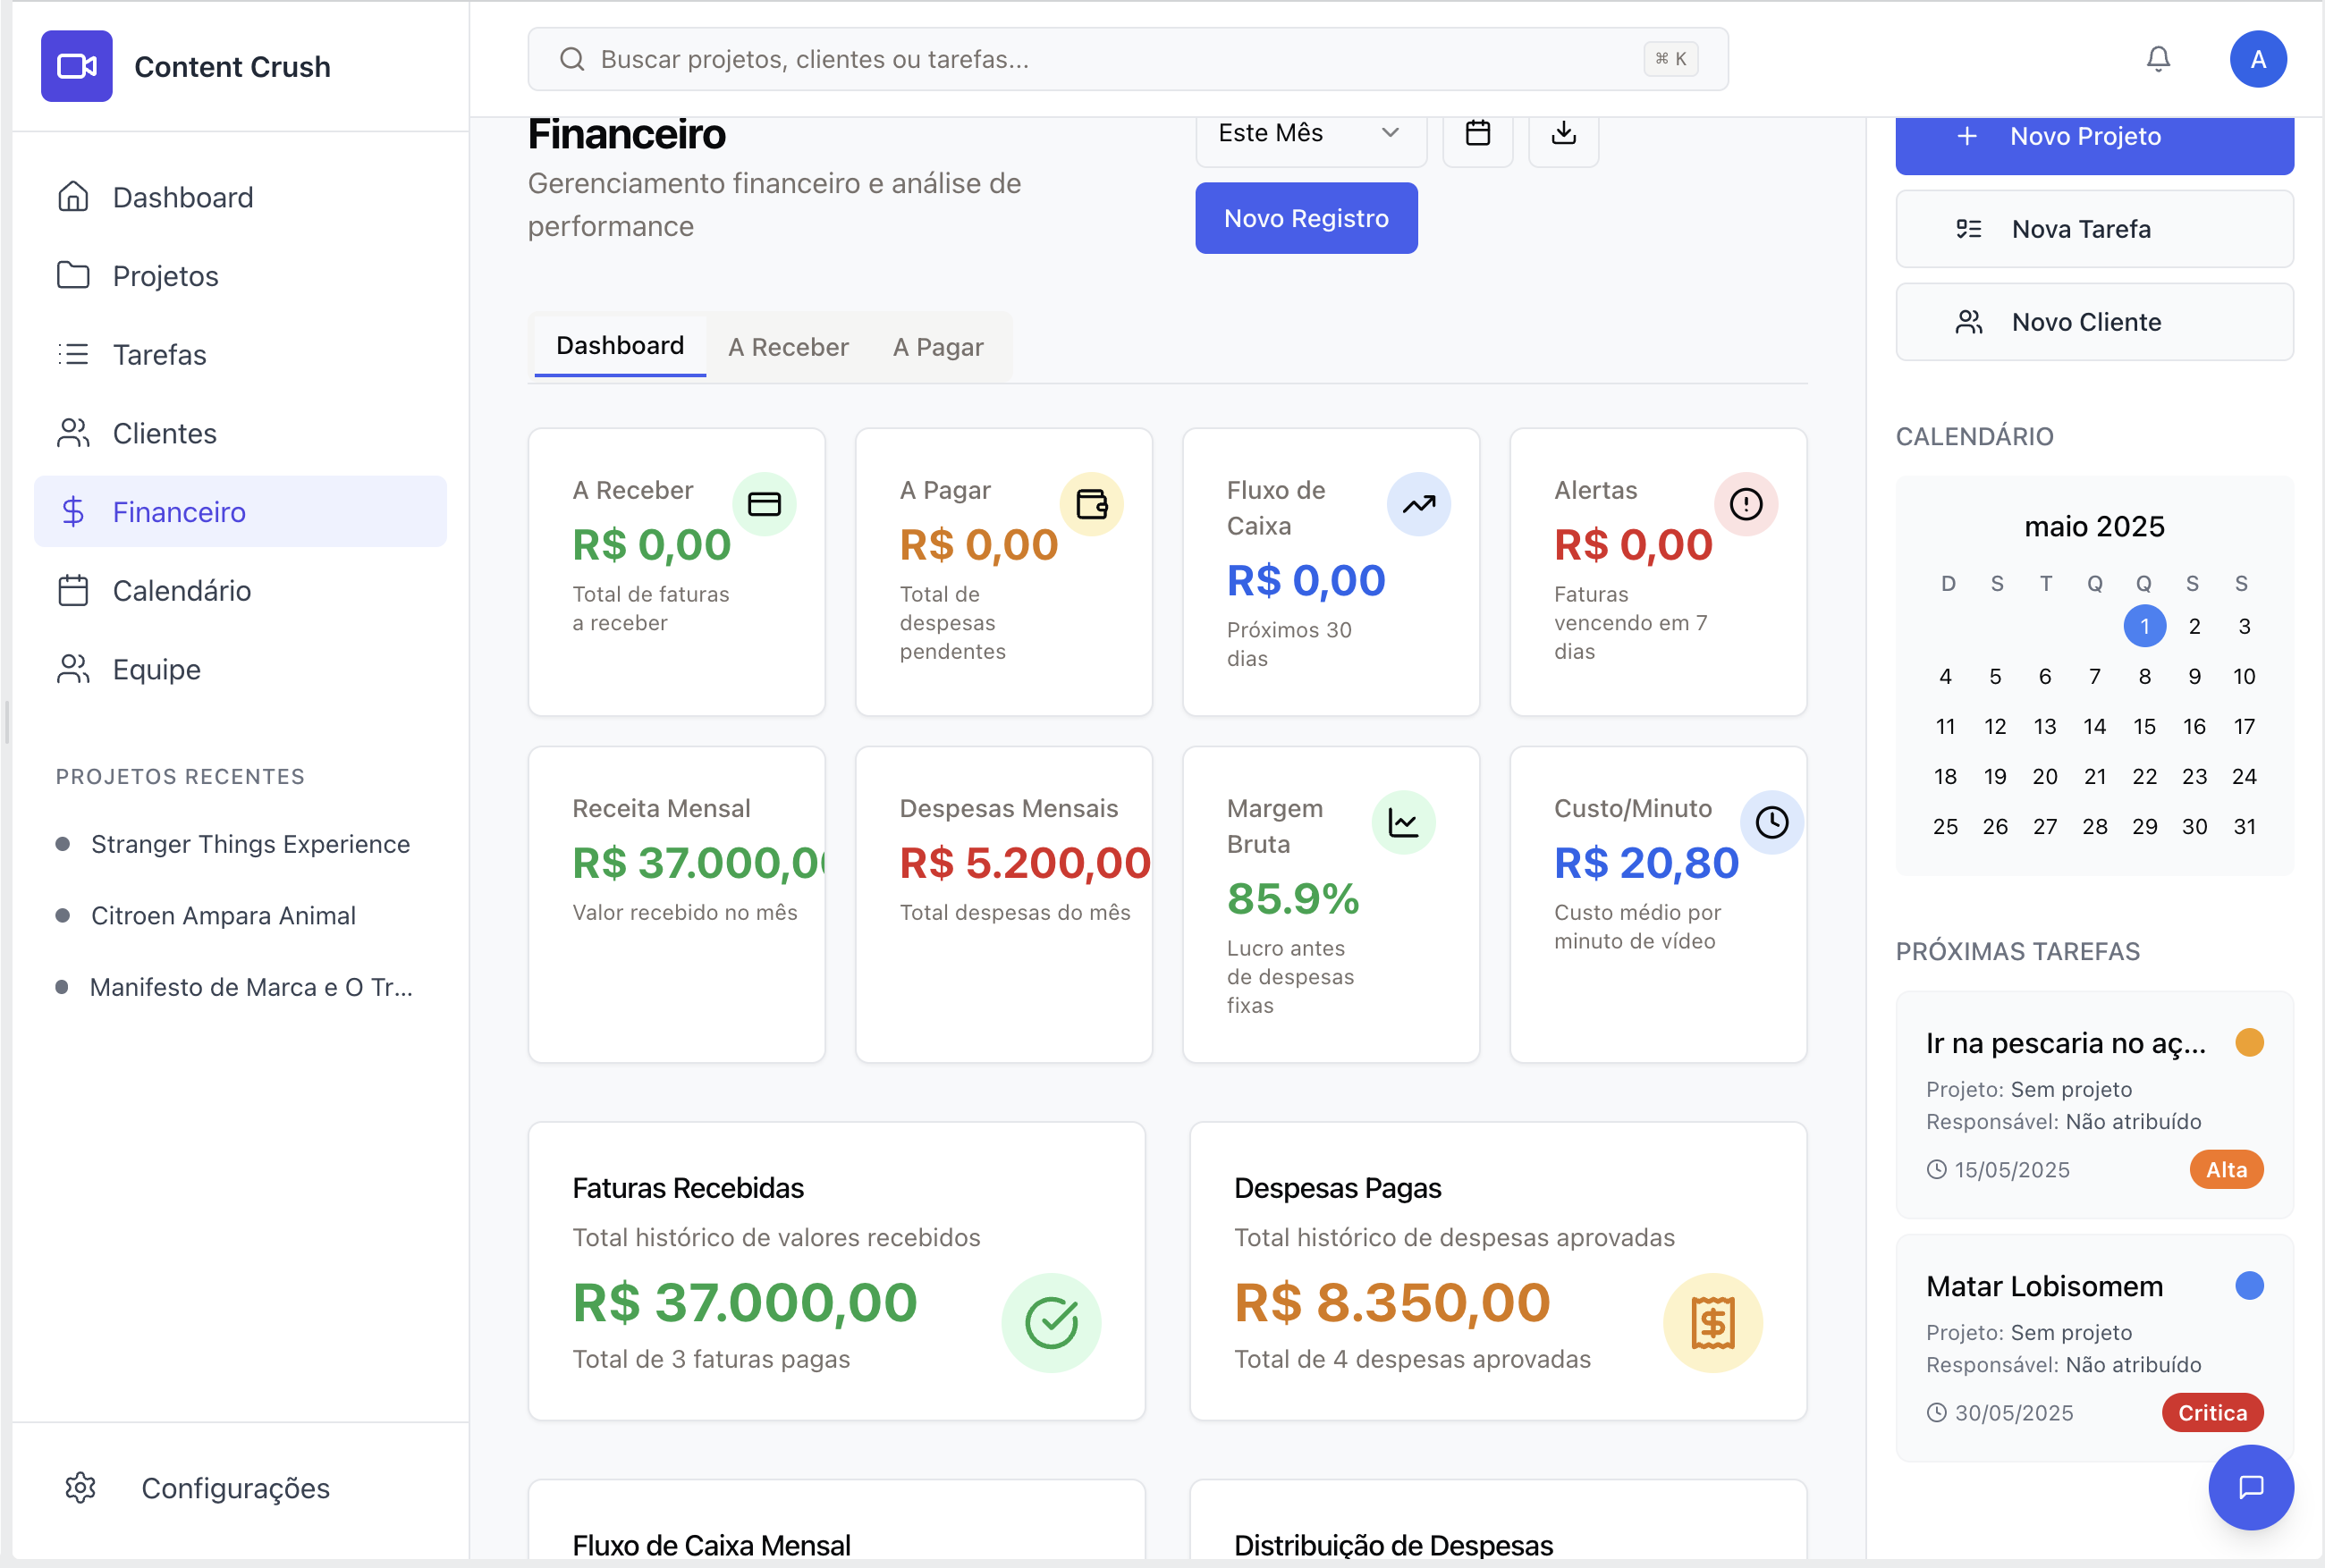 Content Crush
Buscar projetos, clientes ou tarefas...
⌘ K
A
Dashboard
Projetos
Tarefas
Clientes
Financeiro
Calendário
Equipe
PROJETOS RECENTES
Stranger Things Experience
Citroen Ampara Animal
Manifesto de Marca e O Tr...
Configurações
Financeiro
Gerenciamento financeiro e análise de
performance
Este Mês
Novo Registro
Dashboard
A Receber
A Pagar
A Receber
R$ 0,00
Total de faturas
a receber
A Pagar
R$ 0,00
Total de
despesas
pendentes
Fluxo de
Caixa
R$ 0,00
Próximos 30
dias
Alertas
R$ 0,00
Faturas
vencendo em 7
dias
Receita Mensal
R$ 37.000,00
Valor recebido no mês
Despesas Mensais
R$ 5.200,00
Total despesas do mês
Margem
Bruta
85.9%
Lucro antes
de despesas
fixas
Custo/Minuto
R$ 20,80
Custo médio por
minuto de vídeo
Faturas Recebidas
Total histórico de valores recebidos
R$ 37.000,00
Total de 3 faturas pagas
Despesas Pagas
Total histórico de despesas aprovadas
R$ 8.350,00
Total de 4 despesas aprovadas
Fluxo de Caixa Mensal
Distribuição de Despesas
Novo Projeto
Nova Tarefa
Novo Cliente
CALENDÁRIO
maio 2025
D S T Q Q S S
1 2 3
4 5 6 7 8 9 10
11 12 13 14 15 16 17
18 19 20 21 22 23 24
25 26 27 28 29 30 31
PRÓXIMAS TAREFAS
Ir na pescaria no aç...
Projeto: Sem projeto
Responsável: Não atribuído
15/05/2025
Alta
Matar Lobisomem
Projeto: Sem projeto
Responsável: Não atribuído
30/05/2025
Critica